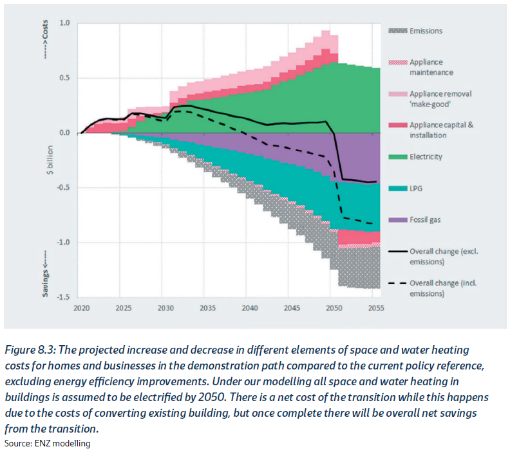 ----->Costs
$ billion
Savings <-----
1.0
0.5
0.0
-0.5
-1.0
-1.5
2020 2025 2030 2035 2040 2045 2050 2055
Emissions
Appliance
maintenance
Appliance removal
'make-good'
Appliance capital &
installation
Electricity
LPG
Fossil gas
Overall change (excl.
emissions)
Overall change (incl.
emissions)
Figure 8.3: The projected increase and decrease in different elements of space and water heating
costs for homes and businesses in the demonstration path compared to the current policy reference,
excluding energy efficiency improvements. Under our modelling all space and water heating in
buildings is assumed to be electrified by 2050. There is a net cost of the transition while this happens
due to the costs of converting existing building, but once complete there will be overall net savings
from the transition.
Source: ENZ modelling